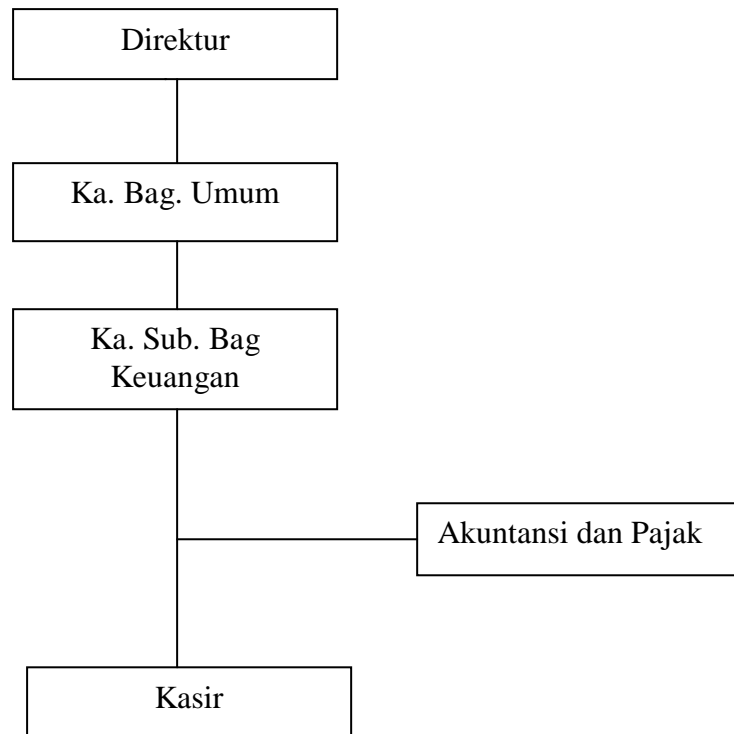 Direktur
Ka. Bag. Umum
Ka. Sub. Bag
Keuangan
Akuntansi dan Pajak
Kasir